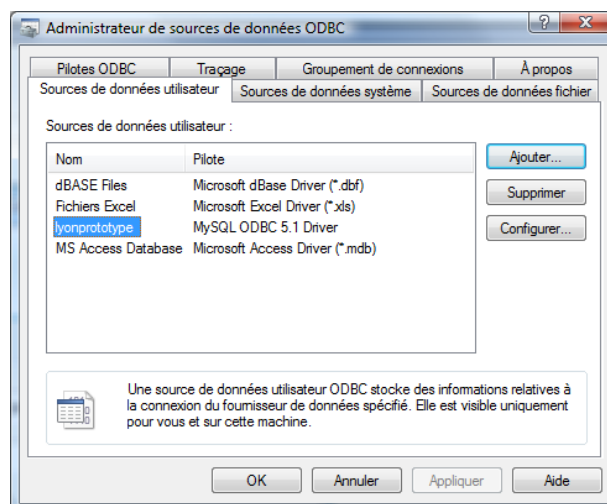 Administrateur de sources de données ODBC
Pilotes ODBC Traçage Groupement de connexions À propos
Sources de données utilisateur Sources de données système Sources de données fichier
Sources de données utilisateur :
Nom Pilote
dBASE Files Microsoft dBase Driver (*.dbf)
Fichiers Excel Microsoft Excel Driver (*.xls)
lyonprototype MySQL ODBC 5.1 Driver
MS Access Database Microsoft Access Driver (*.mdb)
Ajouter...
Supprimer
Configurer...
Une source de données utilisateur ODBC stocke des informations relatives à
la connexion du fournisseur de données spécifié. Elle est visible uniquement
pour vous et sur cette machine.
OK Annuler Appliquer Aide